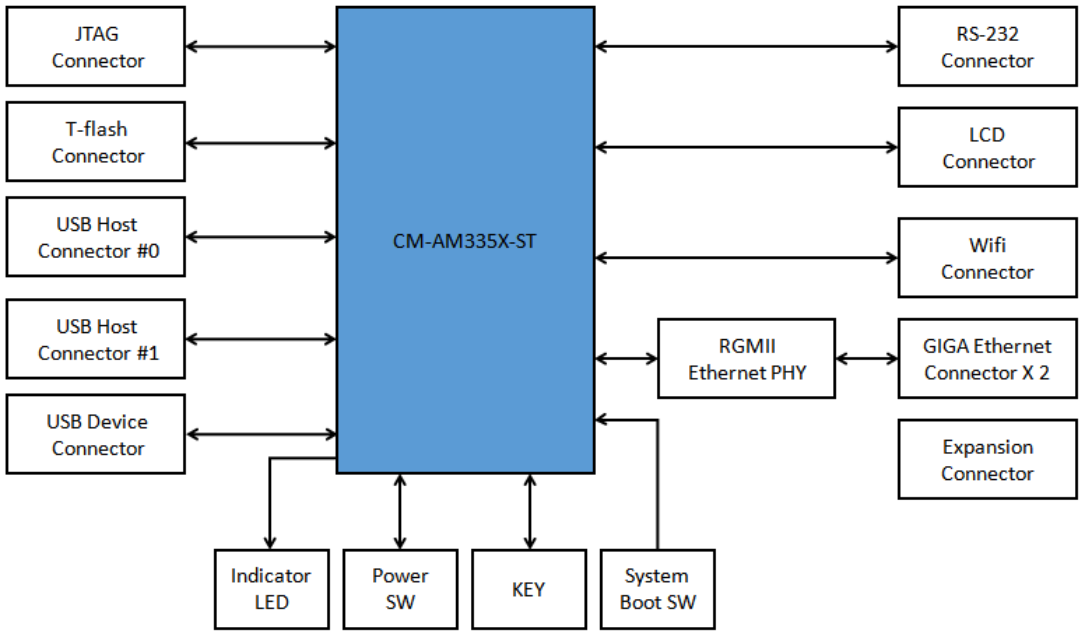 JTAG
Connector
T-flash
Connector
USB Host
Connector #0
USB Host
Connector #1
USB Device
Connector
CM-AM335X-ST
RS-232
Connector
LCD
Connector
Wifi
Connector
RGMII
Ethernet PHY
GIGA Ethernet
Connector X 2
Expansion
Connector
Indicator
LED
Power
SW
KEY
System
Boot SW